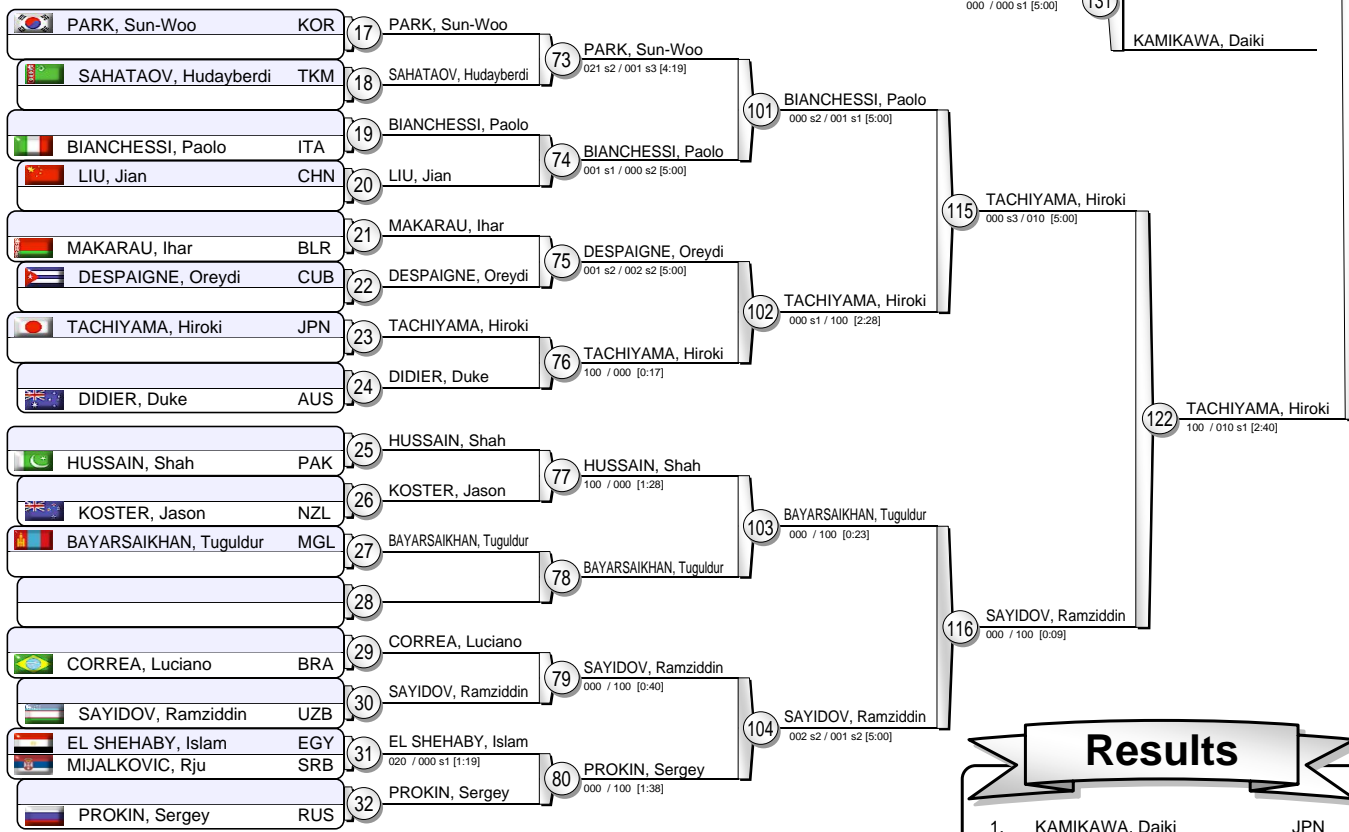 000 / 000 s1 [5:00]
131
KAMIKAWA, Daiki
PARK, Sun-Woo KOR
17
PARK, Sun-Woo
SAHATAOV, Hudayberdi TKM
18
SAHATAOV, Hudayberdi
73
PARK, Sun-Woo
021 s2 / 001 s3 [4:19]
BIANCHESSI, Paolo ITA
19
BIANCHESSI, Paolo
LIU, Jian CHN
20
LIU, Jian
74
BIANCHESSI, Paolo
001 s1 / 000 s2 [5:00]
101
BIANCHESSI, Paolo
000 s2 / 001 s1 [5:00]
MAKARAU, Ihar BLR
21
MAKARAU, Ihar
DESPAIGNE, Oreydi CUB
22
DESPAIGNE, Oreydi
75
DESPAIGNE, Oreydi
001 s2 / 002 s2 [5:00]
TACHIYAMA, Hiroki JPN
23
TACHIYAMA, Hiroki
DIDIER, Duke AUS
24
DIDIER, Duke
76
TACHIYAMA, Hiroki
100 / 000 [0:17]
102
TACHIYAMA, Hiroki
000 s1 / 100 [2:28]
115
TACHIYAMA, Hiroki
000 s3 / 010 [5:00]
HUSSAIN, Shah PAK
25
HUSSAIN, Shah
KOSTER, Jason NZL
26
KOSTER, Jason
77
HUSSAIN, Shah
100 / 000 [1:28]
BAYARSAIKHAN, Tuguldur MGL
27
BAYARSAIKHAN, Tuguldur
28
78
BAYARSAIKHAN, Tuguldur
103
BAYARSAIKHAN, Tuguldur
000 / 100 [0:23]
CORREA, Luciano BRA
29
CORREA, Luciano
SAYIDOV, Ramziddin UZB
30
SAYIDOV, Ramziddin
79
SAYIDOV, Ramziddin
000 / 100 [0:40]
EL SHEHABY, Islam EGY
MIJALKOVIC, Rju SRB
31
EL SHEHABY, Islam
020 / 000 s1 [1:19]
PROKIN, Sergey RUS
32
PROKIN, Sergey
80
PROKIN, Sergey
000 / 100 [1:38]
104
SAYIDOV, Ramziddin
002 s2 / 001 s2 [5:00]
116
SAYIDOV, Ramziddin
000 / 100 [0:09]
122
TACHIYAMA, Hiroki
100 / 010 s1 [2:40]
Results
1. KAMIKAWA, Daiki JPN